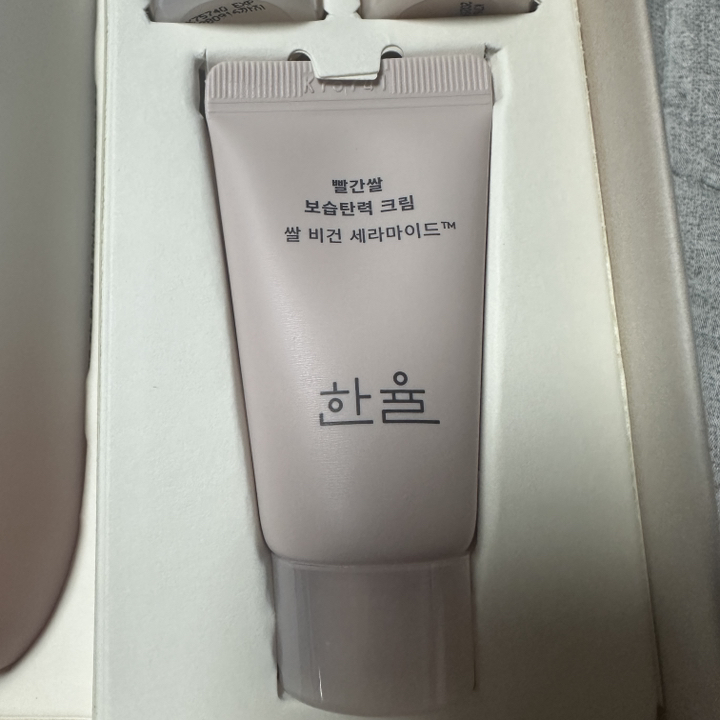 빨간쌀
보습탄력 크림
쌀 비건 세라마이드™
한율